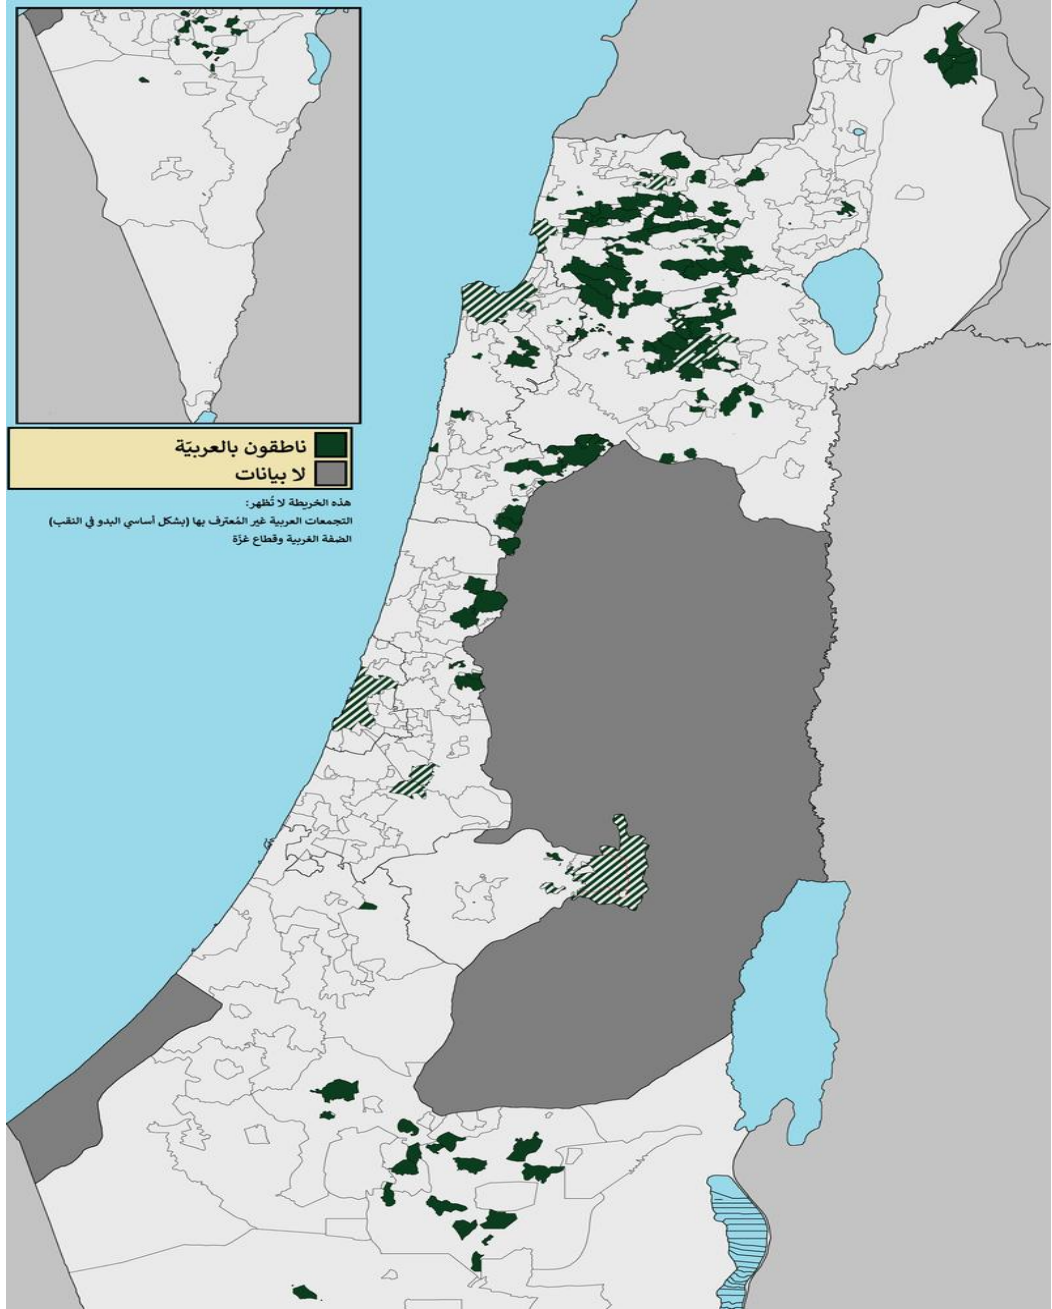 ناطقون بالعربيّة
لا بيانات
هذه الخريطة لا تُظهر:
التجمعات العربية غير المُعترف بها (بشكل أساسي البدو في النقب)
الضفة الغربية وقطاع غزّة